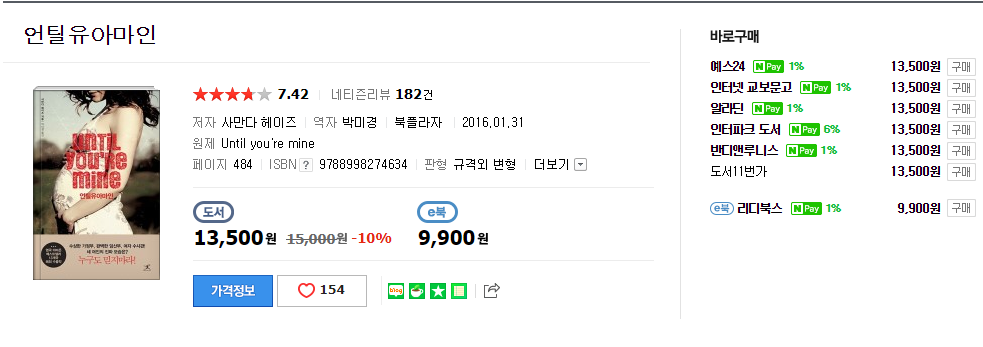 언틸유아마인
UNTIL
YOU'RE
mine
언틸유아마인
누구도 믿지마라!
7.42 네티즌리뷰 182건
저자 사만다 헤이즈 역자 박미경 북플라자 2016.01.31
원제 Until you're mine
페이지 484 ISBN ? 9788998274634 판형 규격외 변형 더보기
도서 e북
13,500원 15,000원 -10% 9,900원
가격정보 154 blog
바로구매
예스24 N Pay 1% 13,500원 구매
인터넷 교보문고 N Pay 1% 13,500원 구매
알라딘 N Pay 1% 13,500원 구매
인터파크 도서 N Pay 6% 13,500원 구매
반디앤루니스 N Pay 1% 13,500원 구매
도서11번가 13,500원 구매
e북 리디북스 N Pay 1% 9,900원 구매